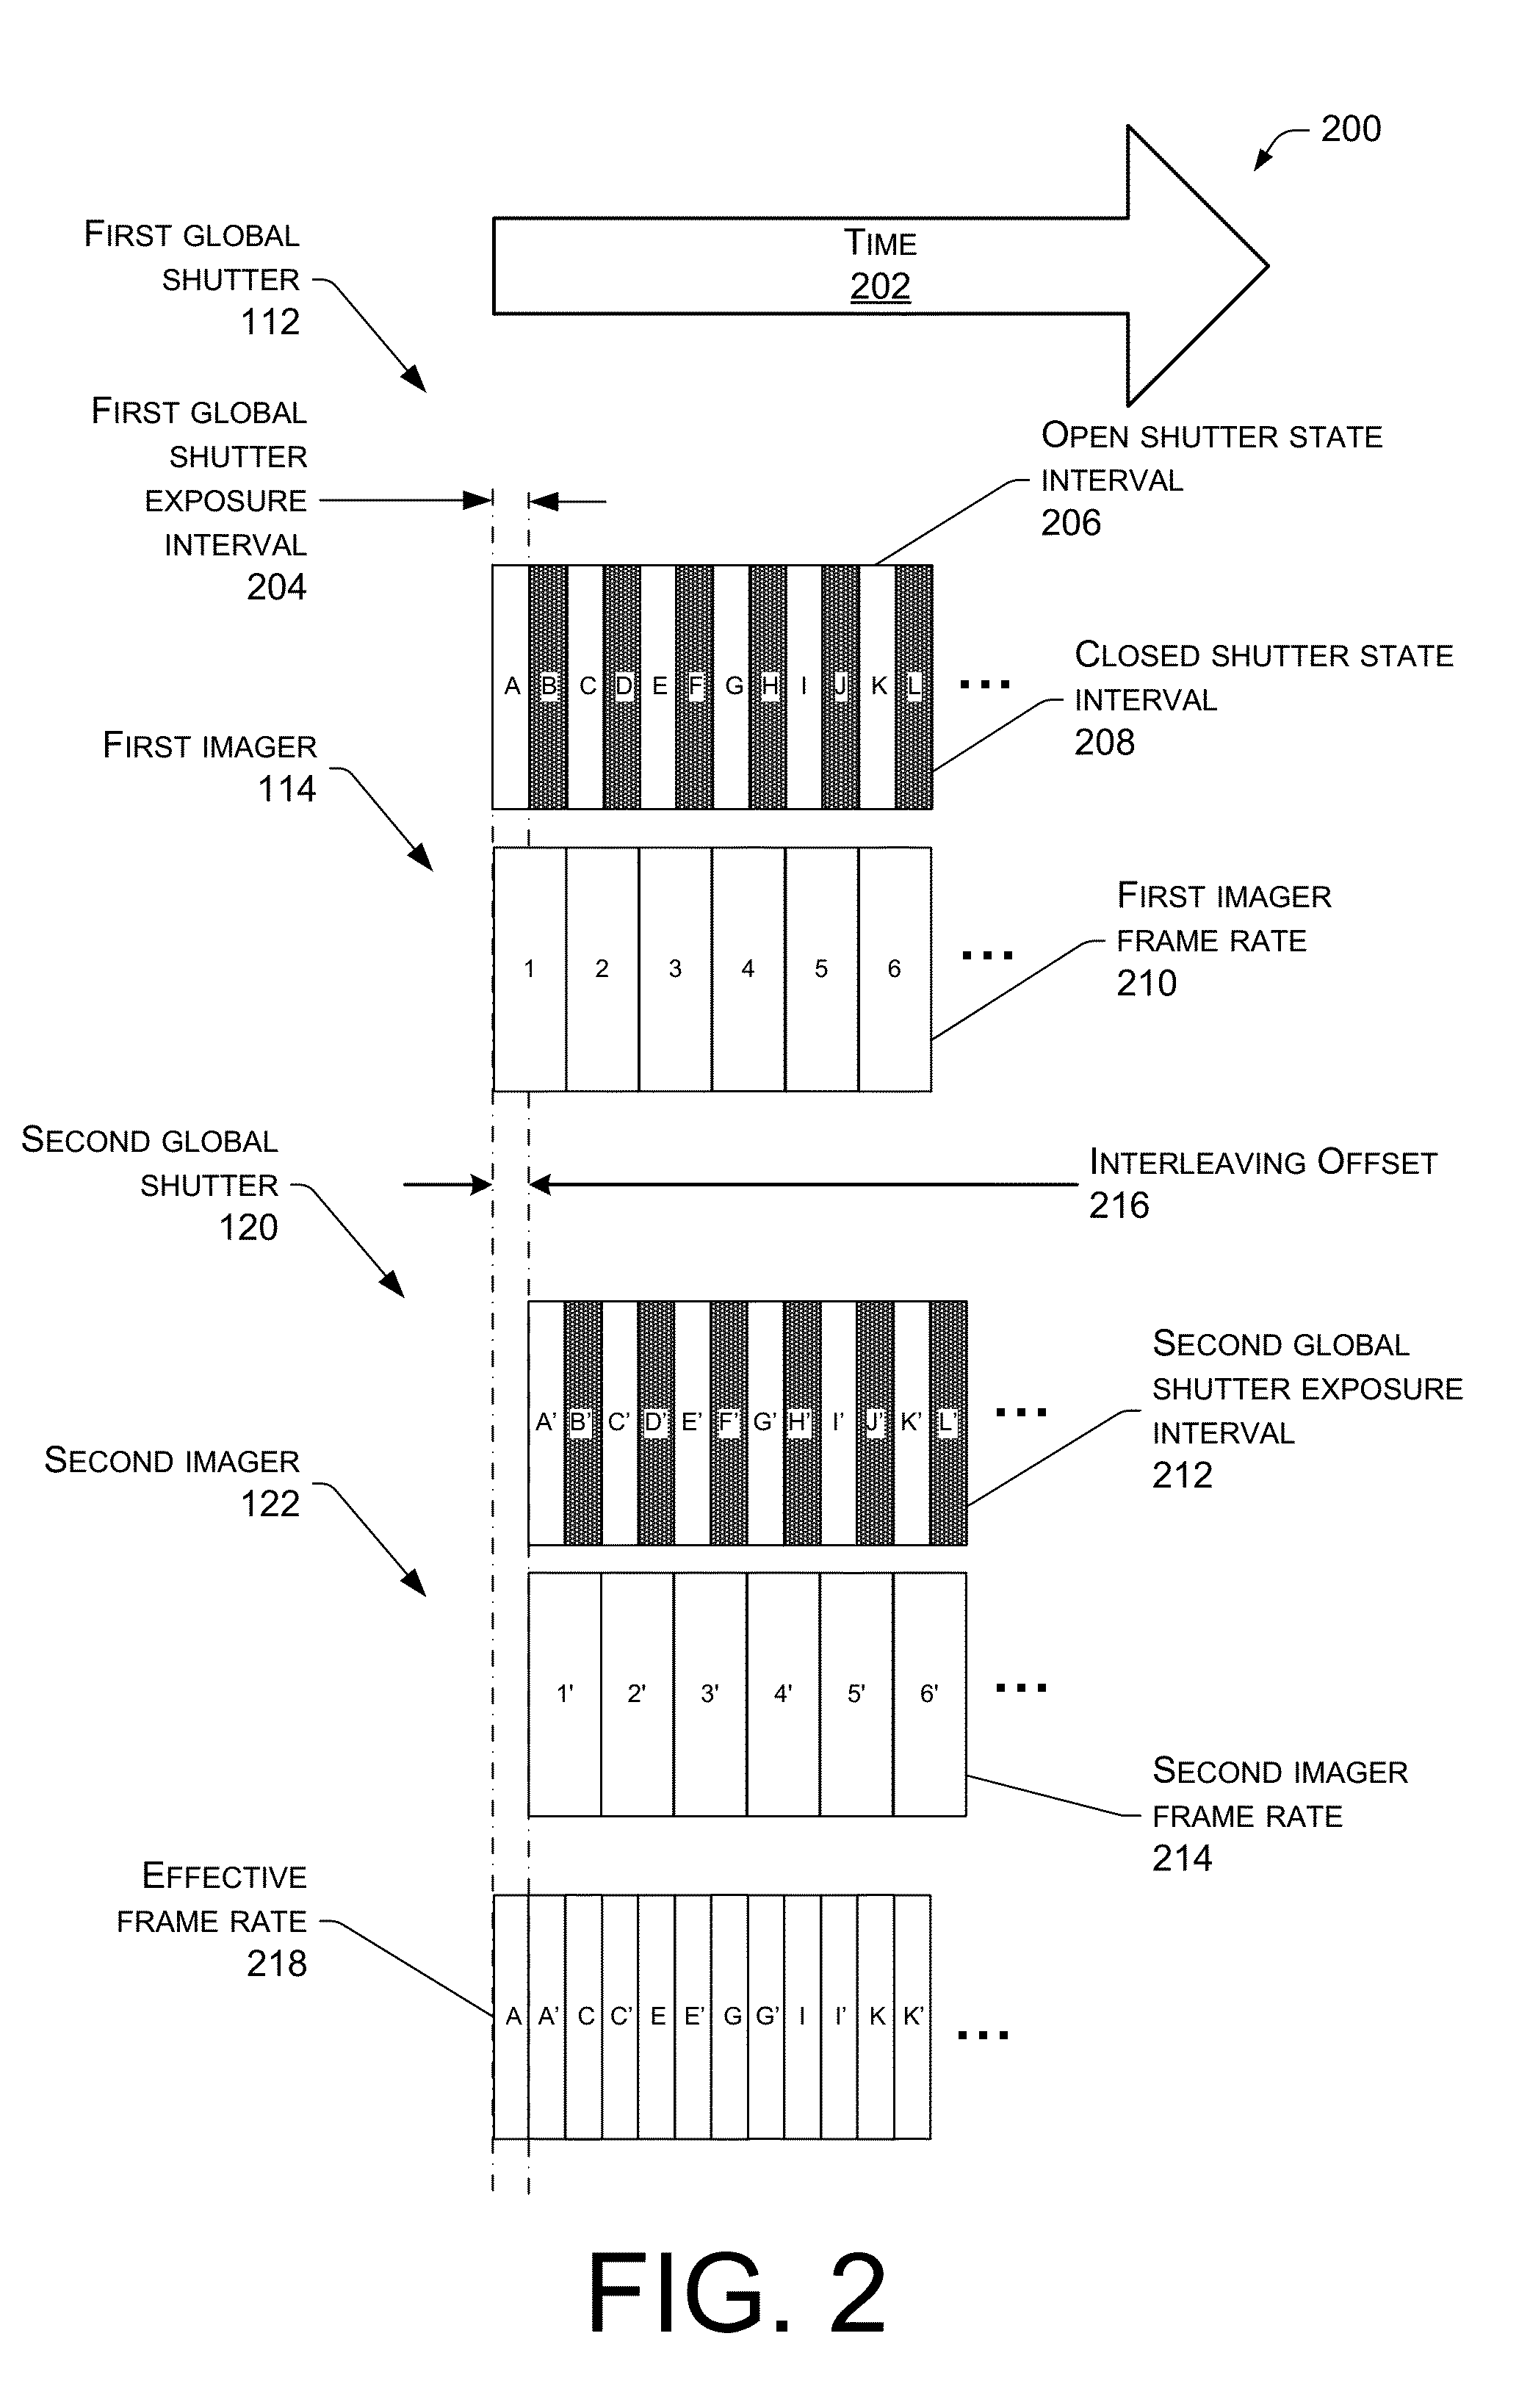 200
TIME
202
FIRST GLOBAL
SHUTTER
112
FIRST GLOBAL
SHUTTER
EXPOSURE
INTERVAL
204
OPEN SHUTTER STATE
INTERVAL
206
A B C D E F G H I J K L ...
CLOSED SHUTTER STATE
INTERVAL
208
FIRST IMAGER
114
1 2 3 4 5 6 ...
FIRST IMAGER
FRAME RATE
210
SECOND GLOBAL
SHUTTER
120
INTERLEAVING OFFSET
216
A' B' C' D' E' F' G' H' I' J' K' L' ...
SECOND GLOBAL
SHUTTER EXPOSURE
INTERVAL
212
SECOND IMAGER
122
1' 2' 3' 4' 5' 6' ...
SECOND IMAGER
FRAME RATE
214
EFFECTIVE
FRAME RATE
218
A A' C C' E E' G G' I I' K K' ...
FIG. 2